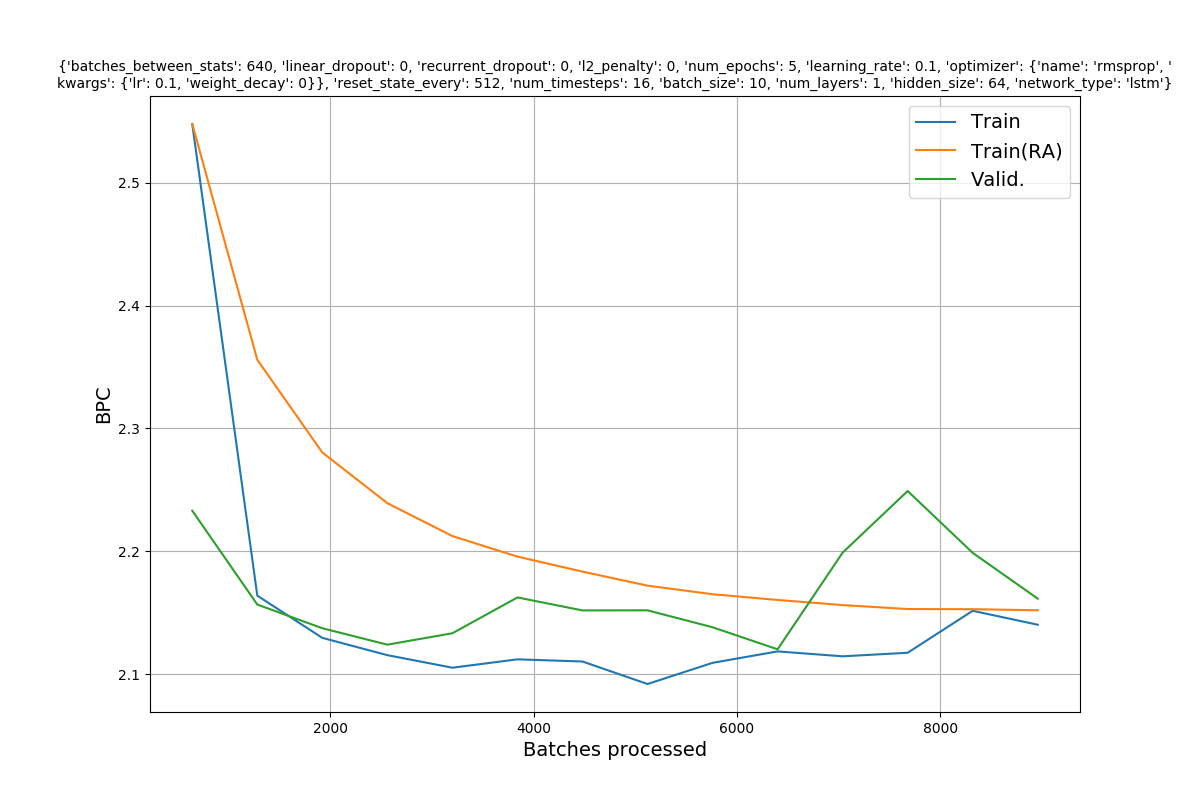 {'batches_between_stats': 640, 'linear_dropout': 0, 'recurrent_dropout': 0, 'l2_penalty': 0, 'num_epochs': 5, 'learning_rate': 0.1, 'optimizer': {'name': 'rmsprop', '
kwargs': {'lr': 0.1, 'weight_decay': 0}}, 'reset_state_every': 512, 'num_timesteps': 16, 'batch_size': 10, 'num_layers': 1, 'hidden_size': 64, 'network_type': 'lstm'}
Train
Train(RA)
Valid.
2.5
2.4
2.3
2.2
2.1
BPC
2000
4000
6000
8000
Batches processed